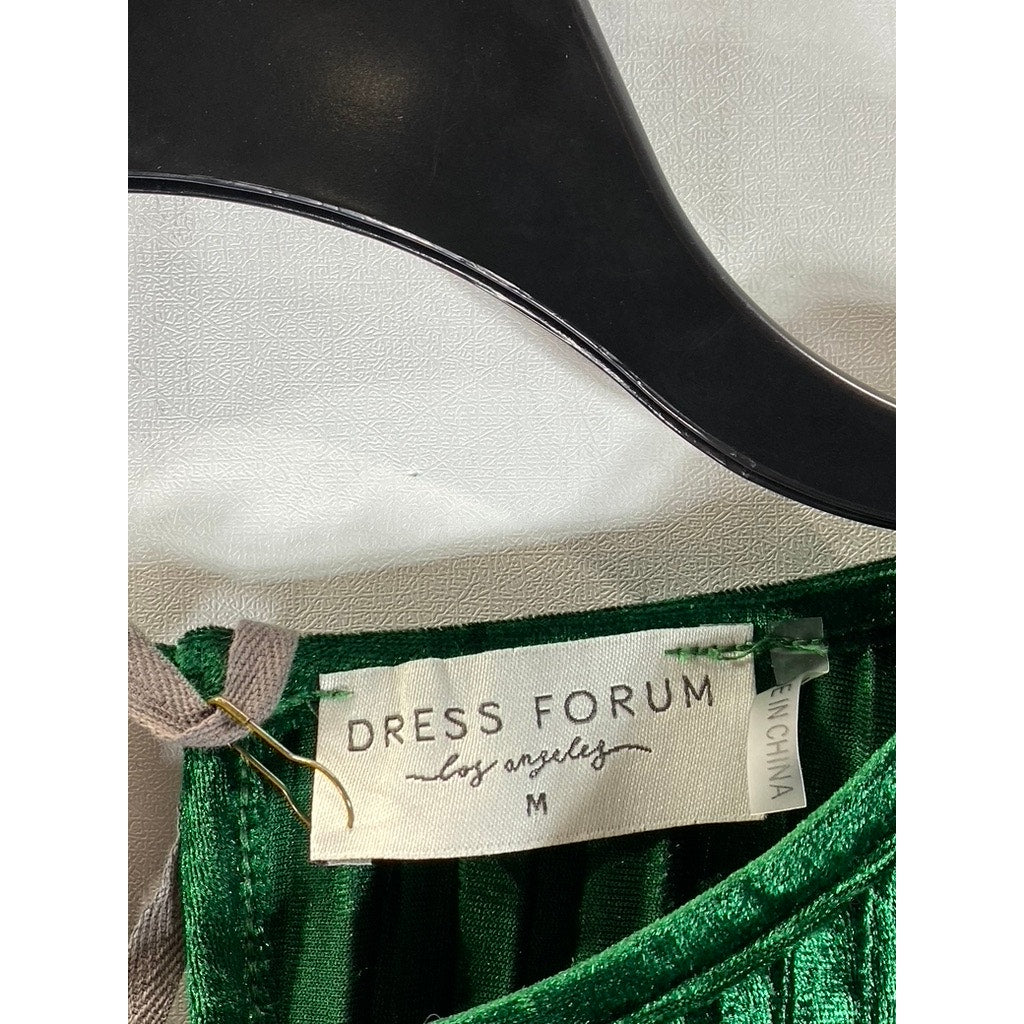 DRESS FORUM
los angeles
M
E IN CHINA